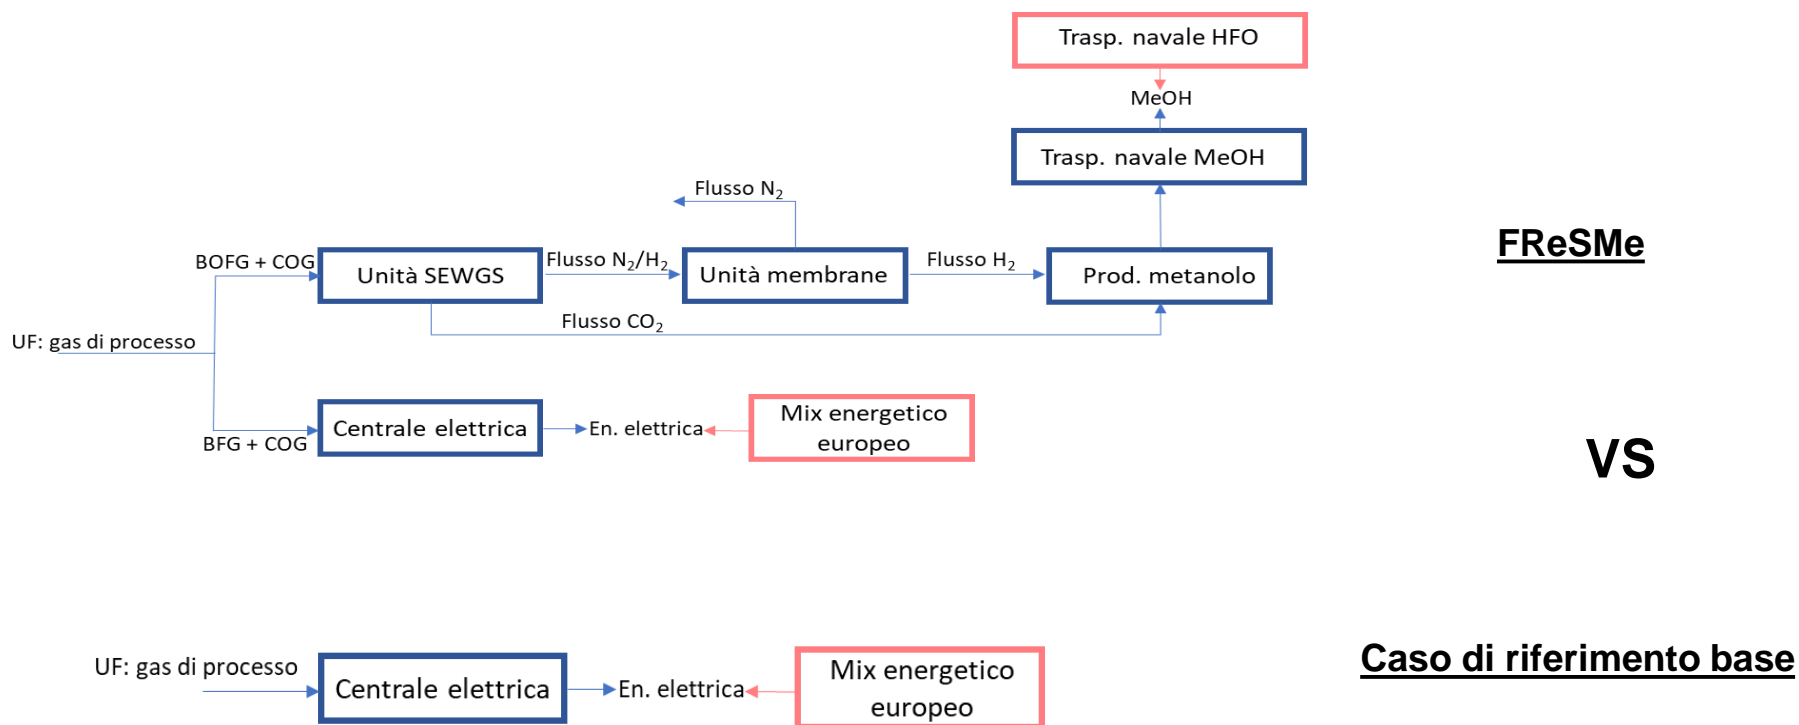 Trasp. navale HFO
MeOH
Trasp. navale MeOH
Flusso N₂
FReSMe
BOFG + COG
Unità SEWGS
Flusso N₂/H₂
Unità membrane
Flusso H₂
Prod. metanolo
Flusso CO₂
UF: gas di processo
BFG + COG
Centrale elettrica
En. elettrica
Mix energetico
europeo
VS
Caso di riferimento base
UF: gas di processo
Centrale elettrica
En. elettrica
Mix energetico
europeo